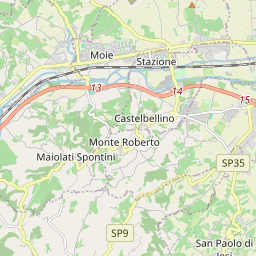 Moie
Stazione
13
14
15
Castelbellino
Monte Roberto
Maiolati Spontini
SP35
SP9
San Paolo di
Jesi